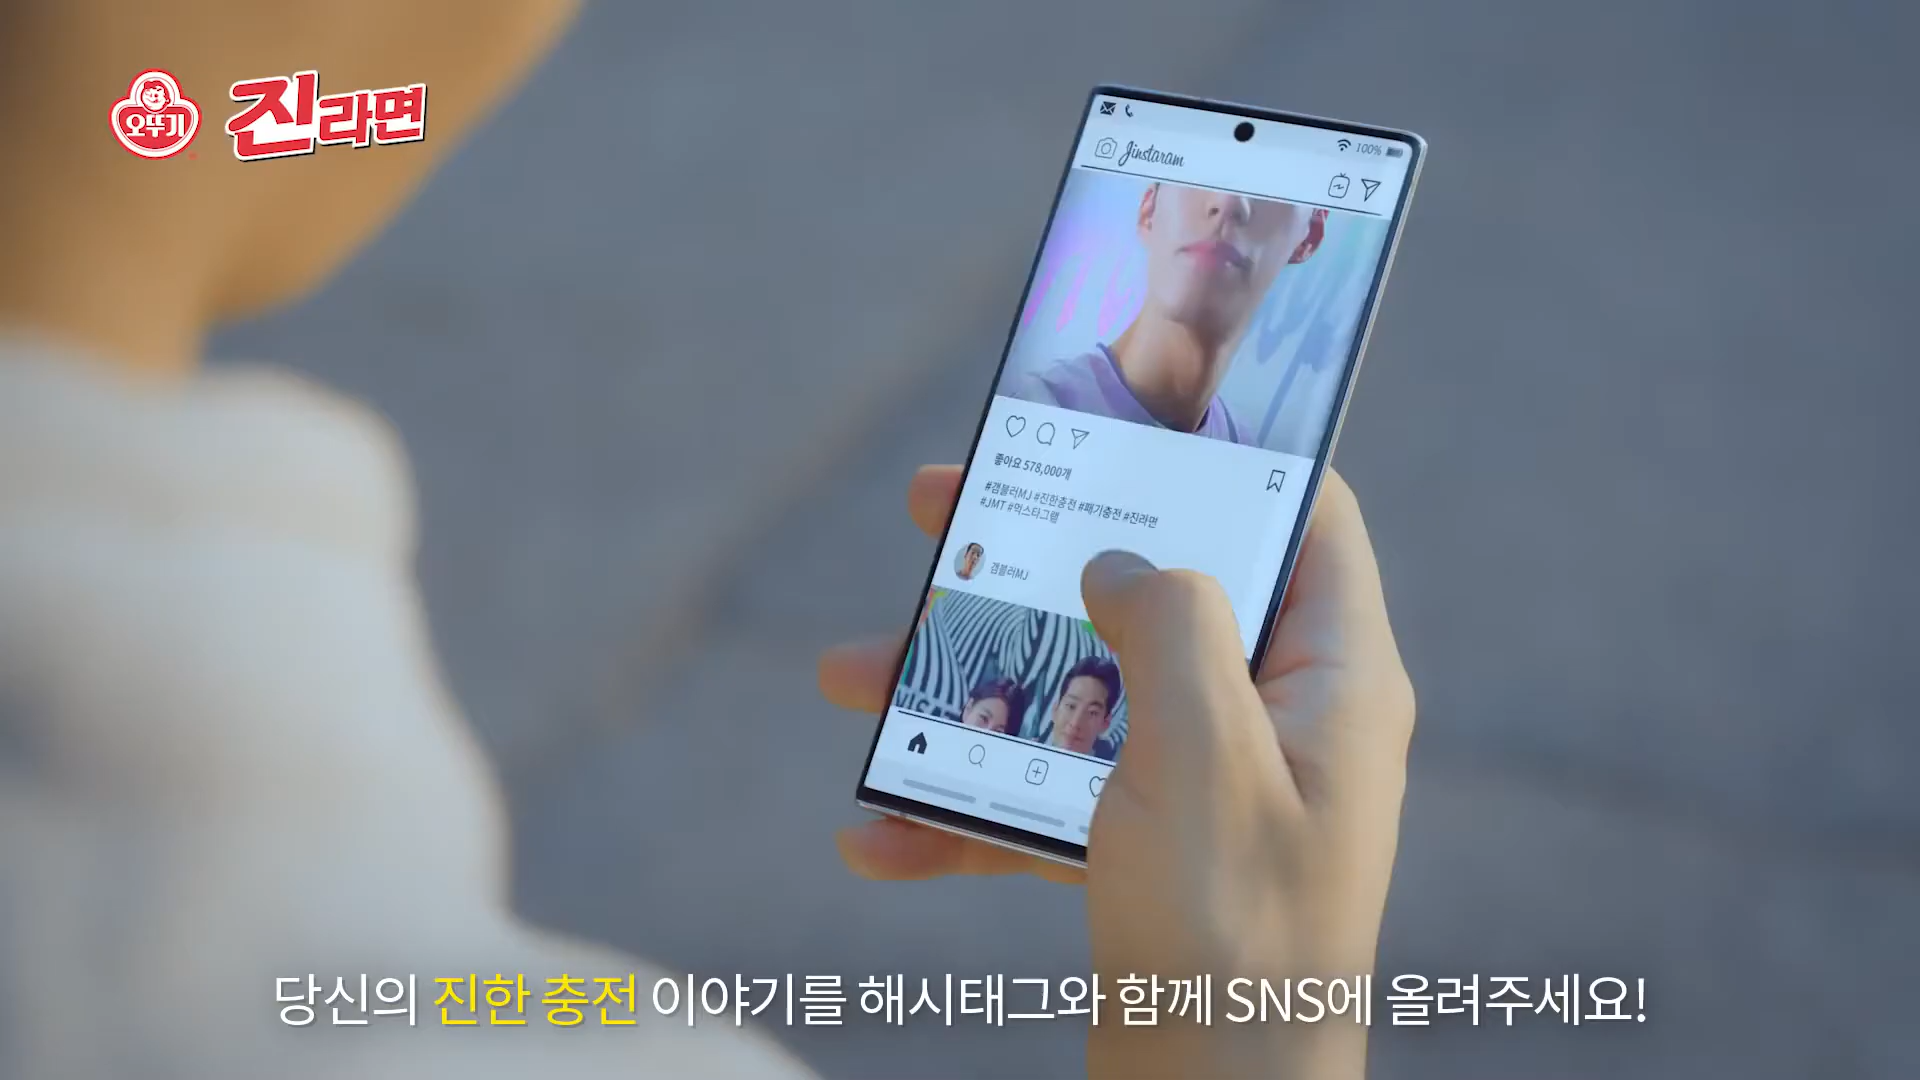 오뚜기
진라면
100%
Jinstaram
좋아요 578,000개
#겜블러MJ #진한충전 #패기충전 #진라면
#JMT #먹스타그램
겜블러MJ
당신의 진한 충전 이야기를 해시태그와 함께 SNS에 올려주세요!